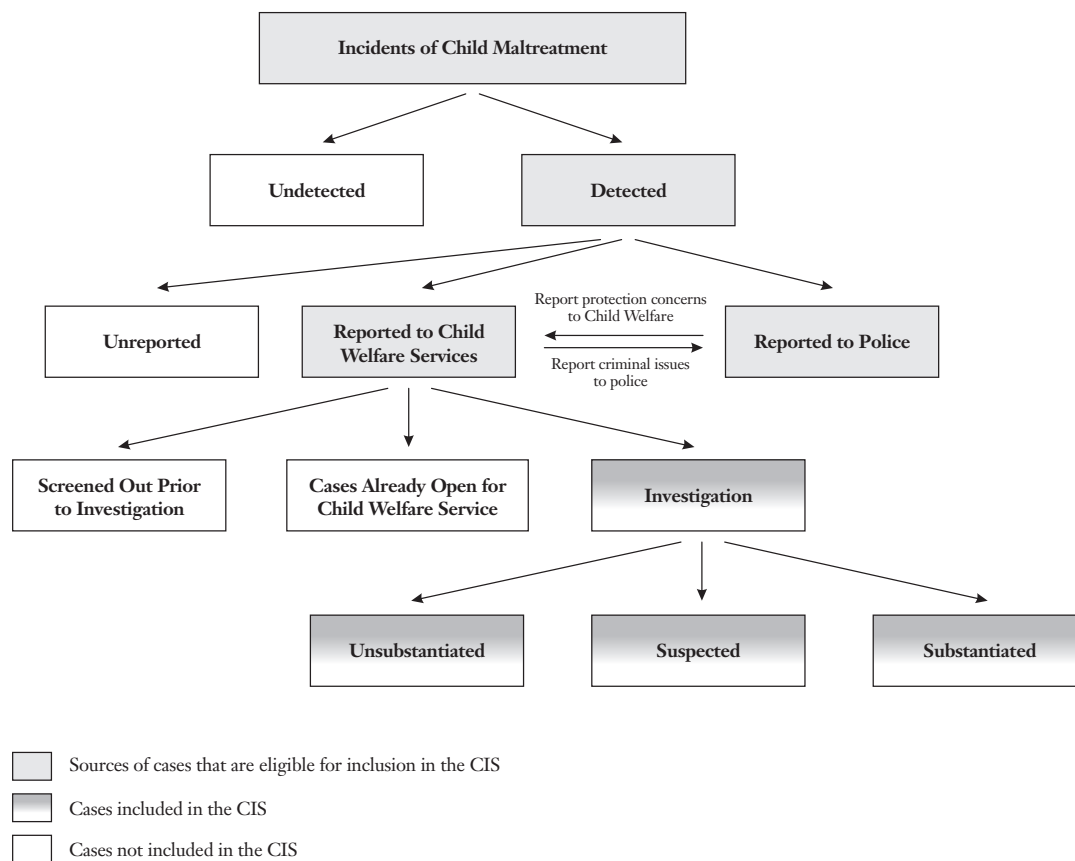 Incidents of Child Maltreatment
Undetected
Detected
Unreported
Reported to Child
Welfare Services
Report protection concerns
to Child Welfare
Report criminal issues
to police
Reported to Police
Screened Out Prior
to Investigation
Cases Already Open for
Child Welfare Service
Investigation
Unsubstantiated
Suspected
Substantiated
Sources of cases that are eligible for inclusion in the CIS
Cases included in the CIS
Cases not included in the CIS